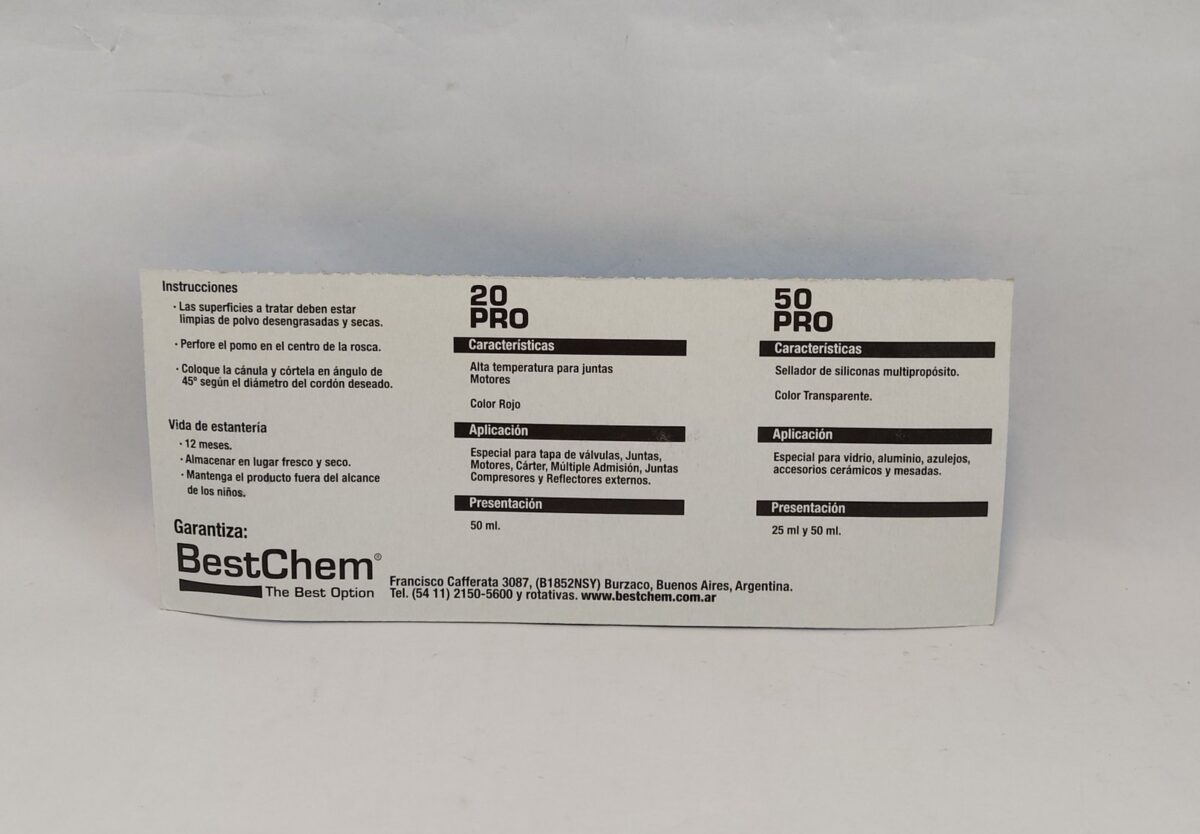 Instrucciones
· Las superficies a tratar deben estar
limpias de polvo desengrasadas y secas.
· Perfore el pomo en el centro de la rosca.
· Coloque la cánula y córtela en ángulo de
45º según el diámetro del cordón deseado.
Vida de estantería
· 12 meses.
· Almacenar en lugar fresco y seco.
· Mantenga el producto fuera del alcance
de los niños.
Garantiza:
BestChem®
The Best Option
20
PRO
Características
Alta temperatura para juntas
Motores
Color Rojo
Aplicación
Especial para tapa de válvulas, Juntas,
Motores, Cárter, Múltiple Admisión, Juntas
Compresores y Reflectores externos.
Presentación
50 ml.
50
PRO
Características
Sellador de siliconas multipropósito.
Color Transparente.
Aplicación
Especial para vidrio, aluminio, azulejos,
accesorios cerámicos y mesadas.
Presentación
25 ml y 50 ml.
Francisco Cafferata 3087, (B1852NSY) Burzaco, Buenos Aires, Argentina.
Tel. (54 11) 2150-5600 y rotativas. www.bestchem.com.ar